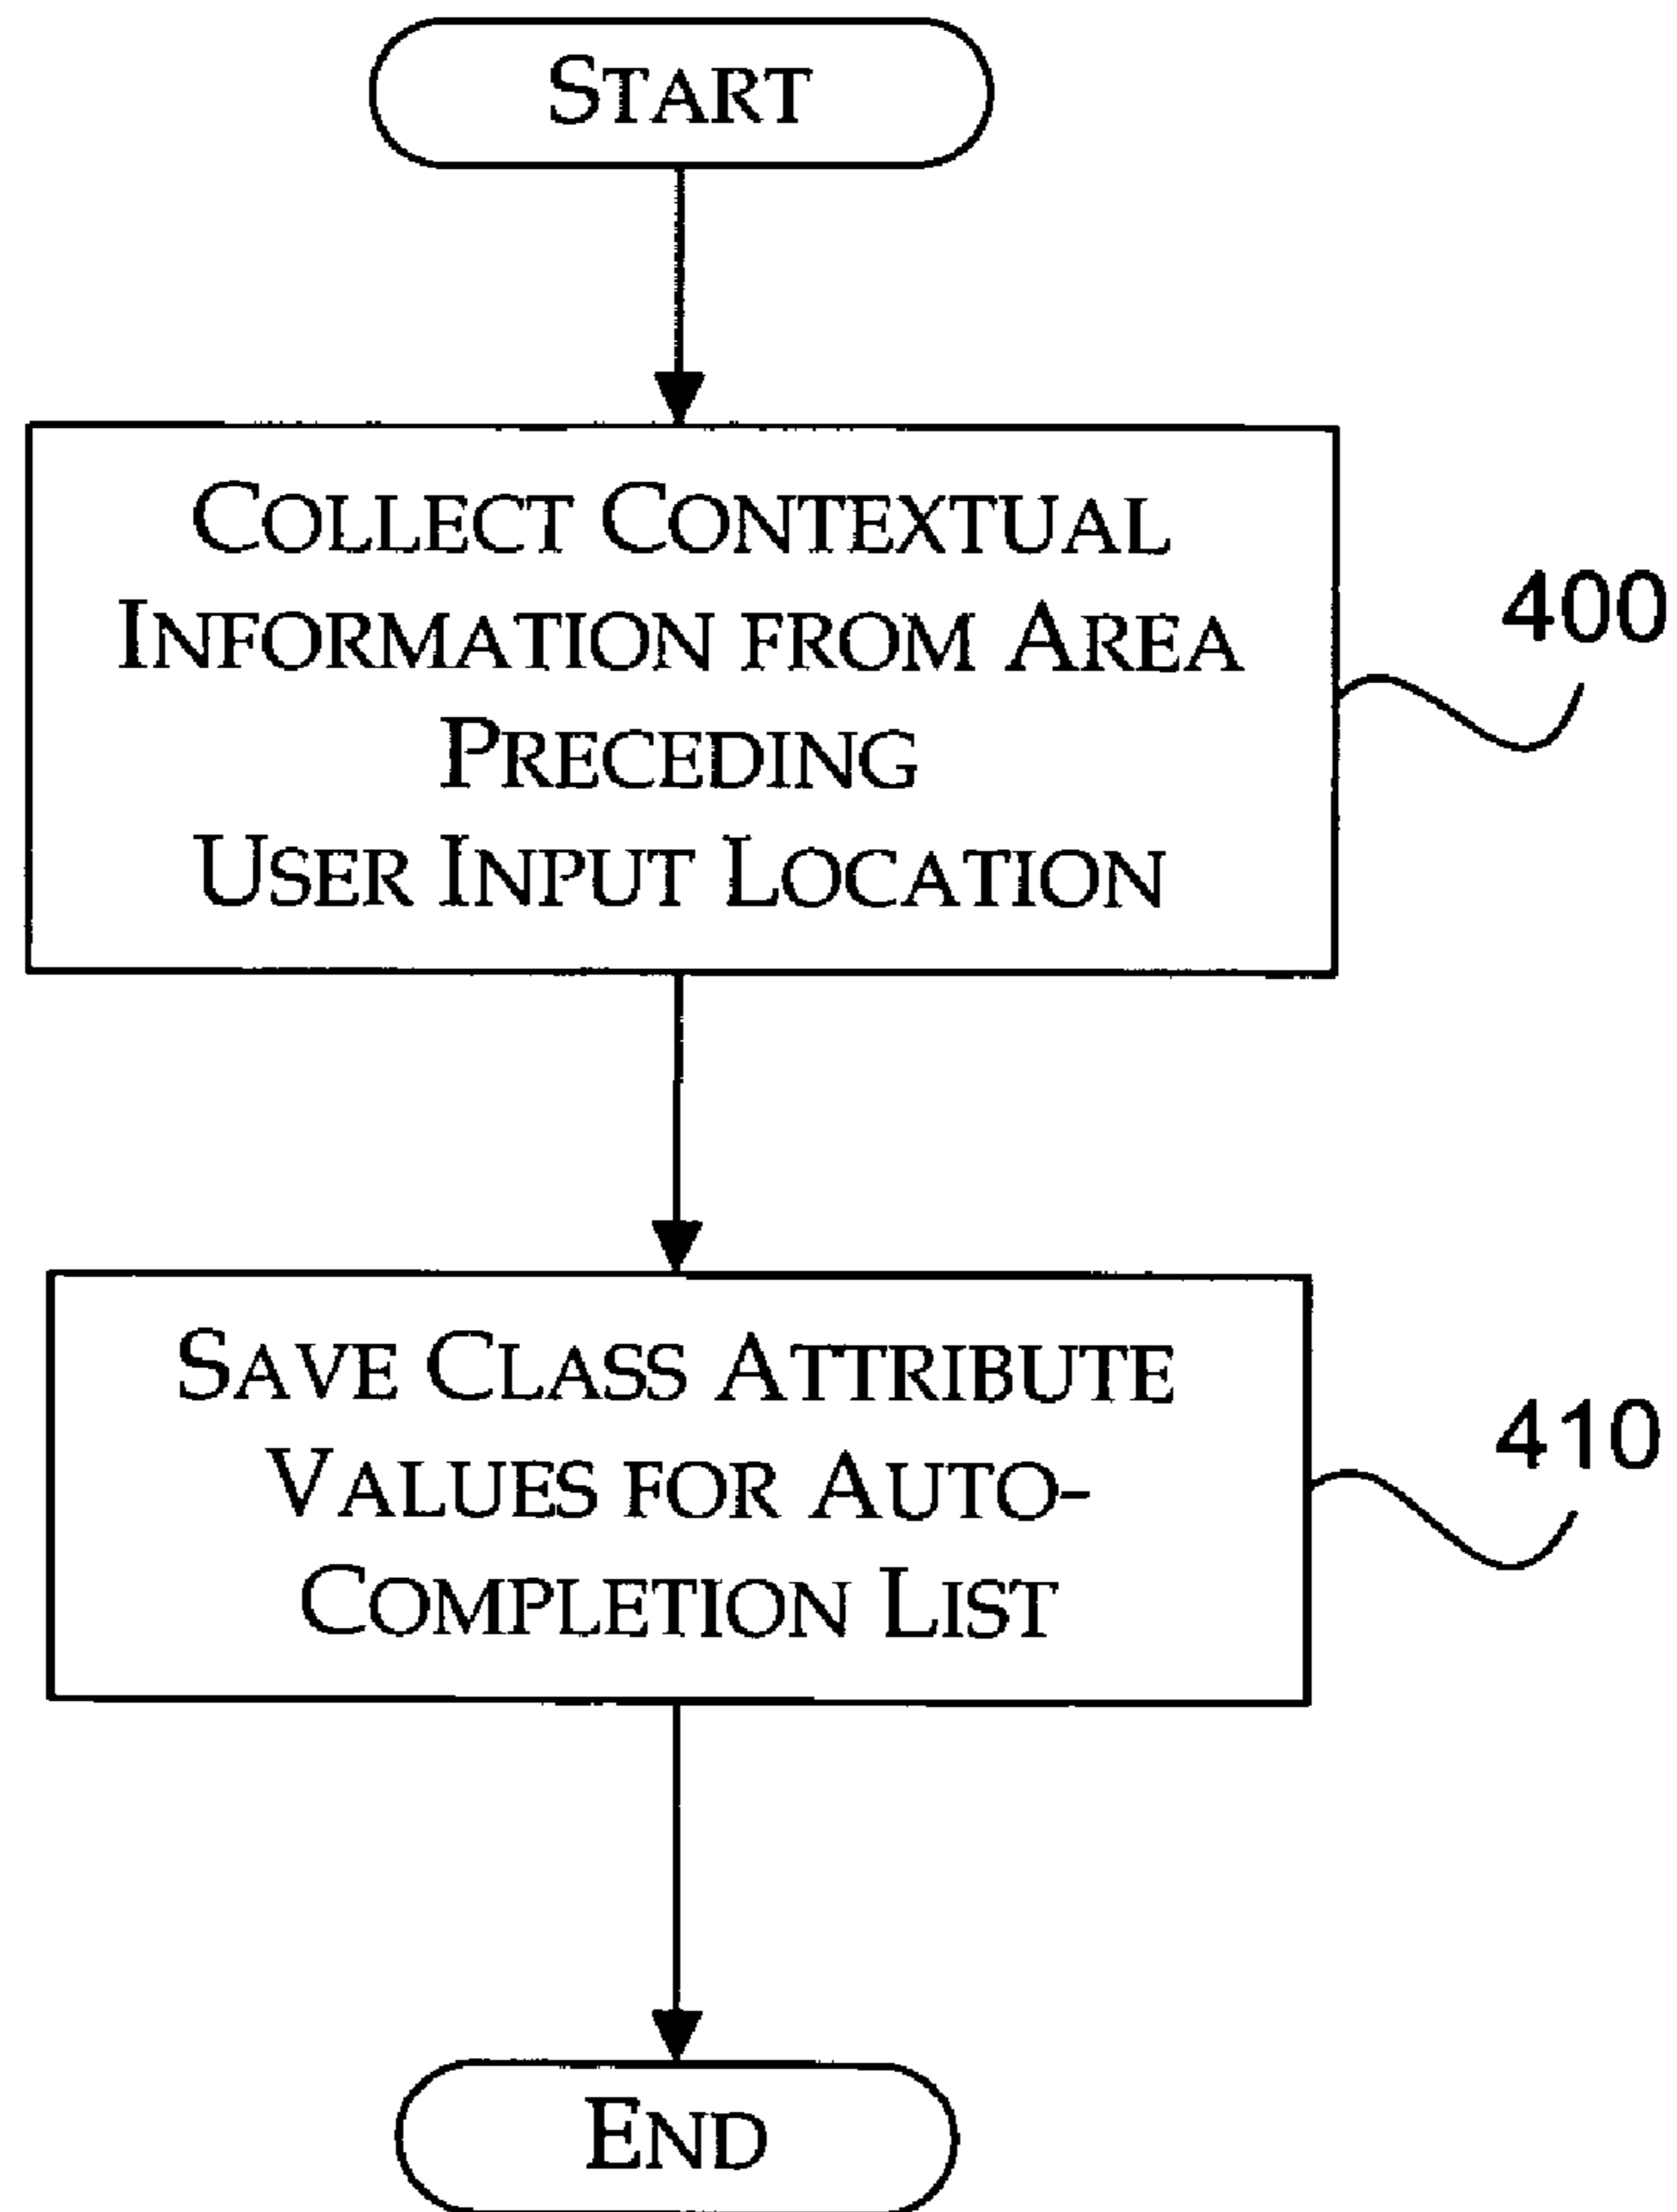 START
COLLECT CONTEXTUAL
INFORMATION FROM AREA
PRECEDING
USER INPUT LOCATION
400
SAVE CLASS ATTRIBUTE
VALUES FOR AUTO-
COMPLETION LIST
410
END